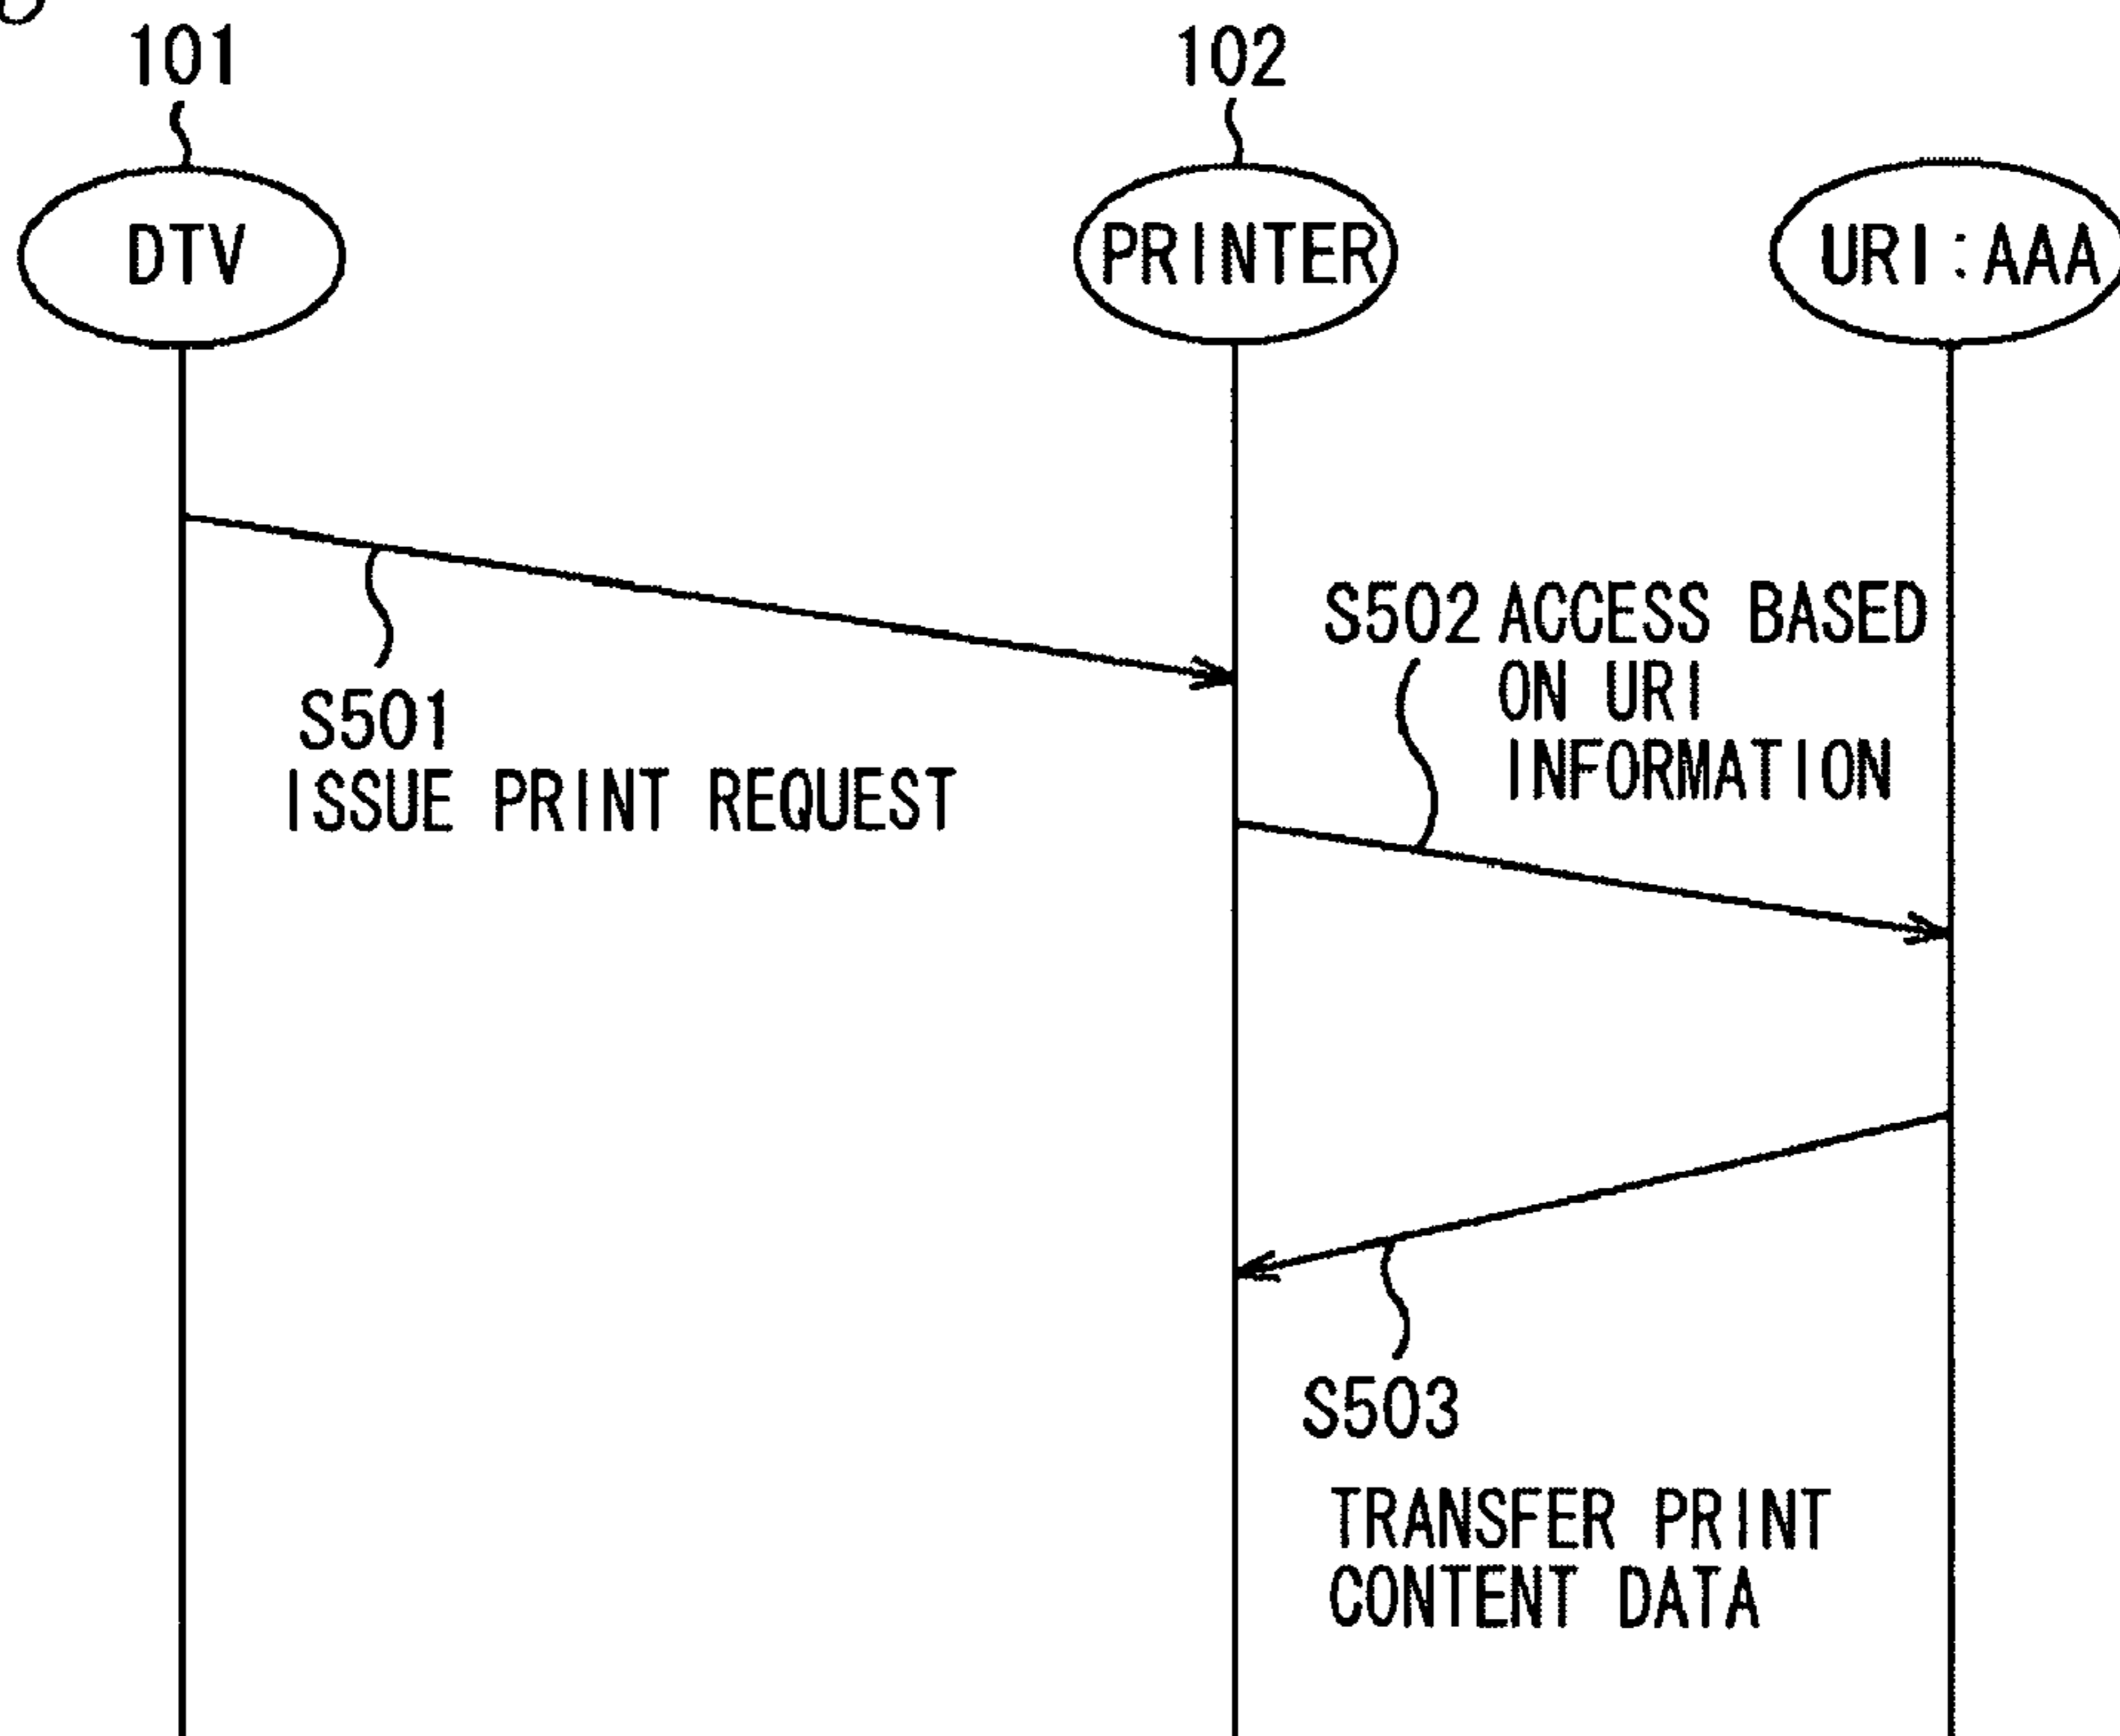 101
102
DTV
PRINTER
URI:AAA
S502 ACCESS BASED
ON URI
INFORMATION
S501
ISSUE PRINT REQUEST
S503
TRANSFER PRINT
CONTENT DATA